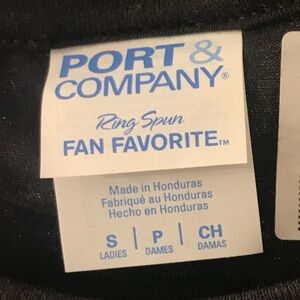 PORT &
COMPANY®
Ring Spun
FAN FAVORITE™
Made in Honduras
Fabriqué au Honduras
Hecho en Honduras
S | P | CH
LADIES | DAMES | DAMAS